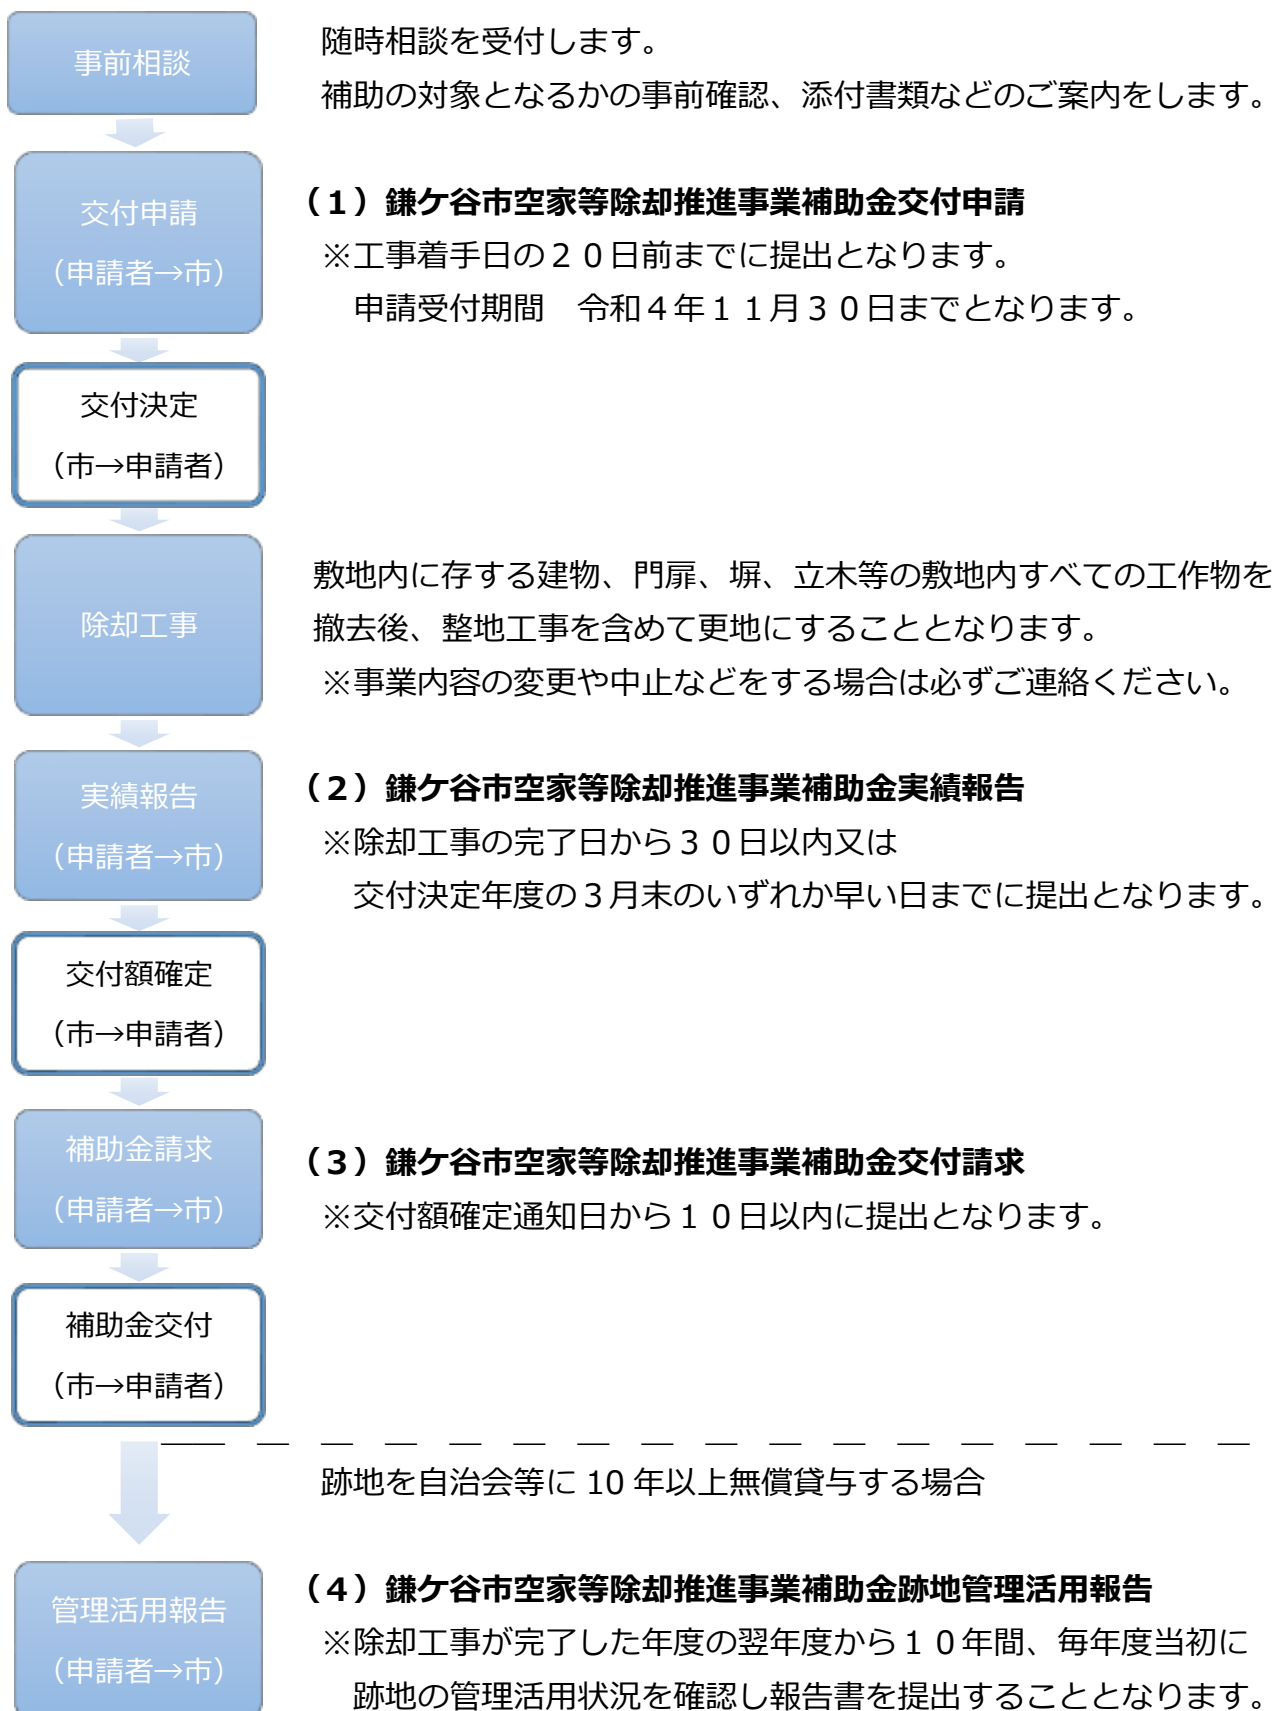 事前相談
随時相談を受付します。
補助の対象となるかの事前確認、添付書類などのご案内をします。
交付申請
（申請者→市）
（１）鎌ケ谷市空家等除却推進事業補助金交付申請
※工事着手日の２０日前までに提出となります。
申請受付期間　令和４年１１月３０日までとなります。
交付決定
（市→申請者）
除却工事
敷地内に存する建物、門扉、塀、立木等の敷地内すべての工作物を
撤去後、整地工事を含めて更地にすることとなります。
※事業内容の変更や中止などをする場合は必ずご連絡ください。
実績報告
（申請者→市）
（２）鎌ケ谷市空家等除却推進事業補助金実績報告
※除却工事の完了日から３０日以内又は
交付決定年度の３月末のいずれか早い日までに提出となります。
交付額確定
（市→申請者）
補助金請求
（申請者→市）
（３）鎌ケ谷市空家等除却推進事業補助金交付請求
※交付額確定通知日から１０日以内に提出となります。
補助金交付
（市→申請者）
跡地を自治会等に 10 年以上無償貸与する場合
管理活用報告
（申請者→市）
（４）鎌ケ谷市空家等除却推進事業補助金跡地管理活用報告
※除却工事が完了した年度の翌年度から１０年間、毎年度当初に
跡地の管理活用状況を確認し報告書を提出することとなります。